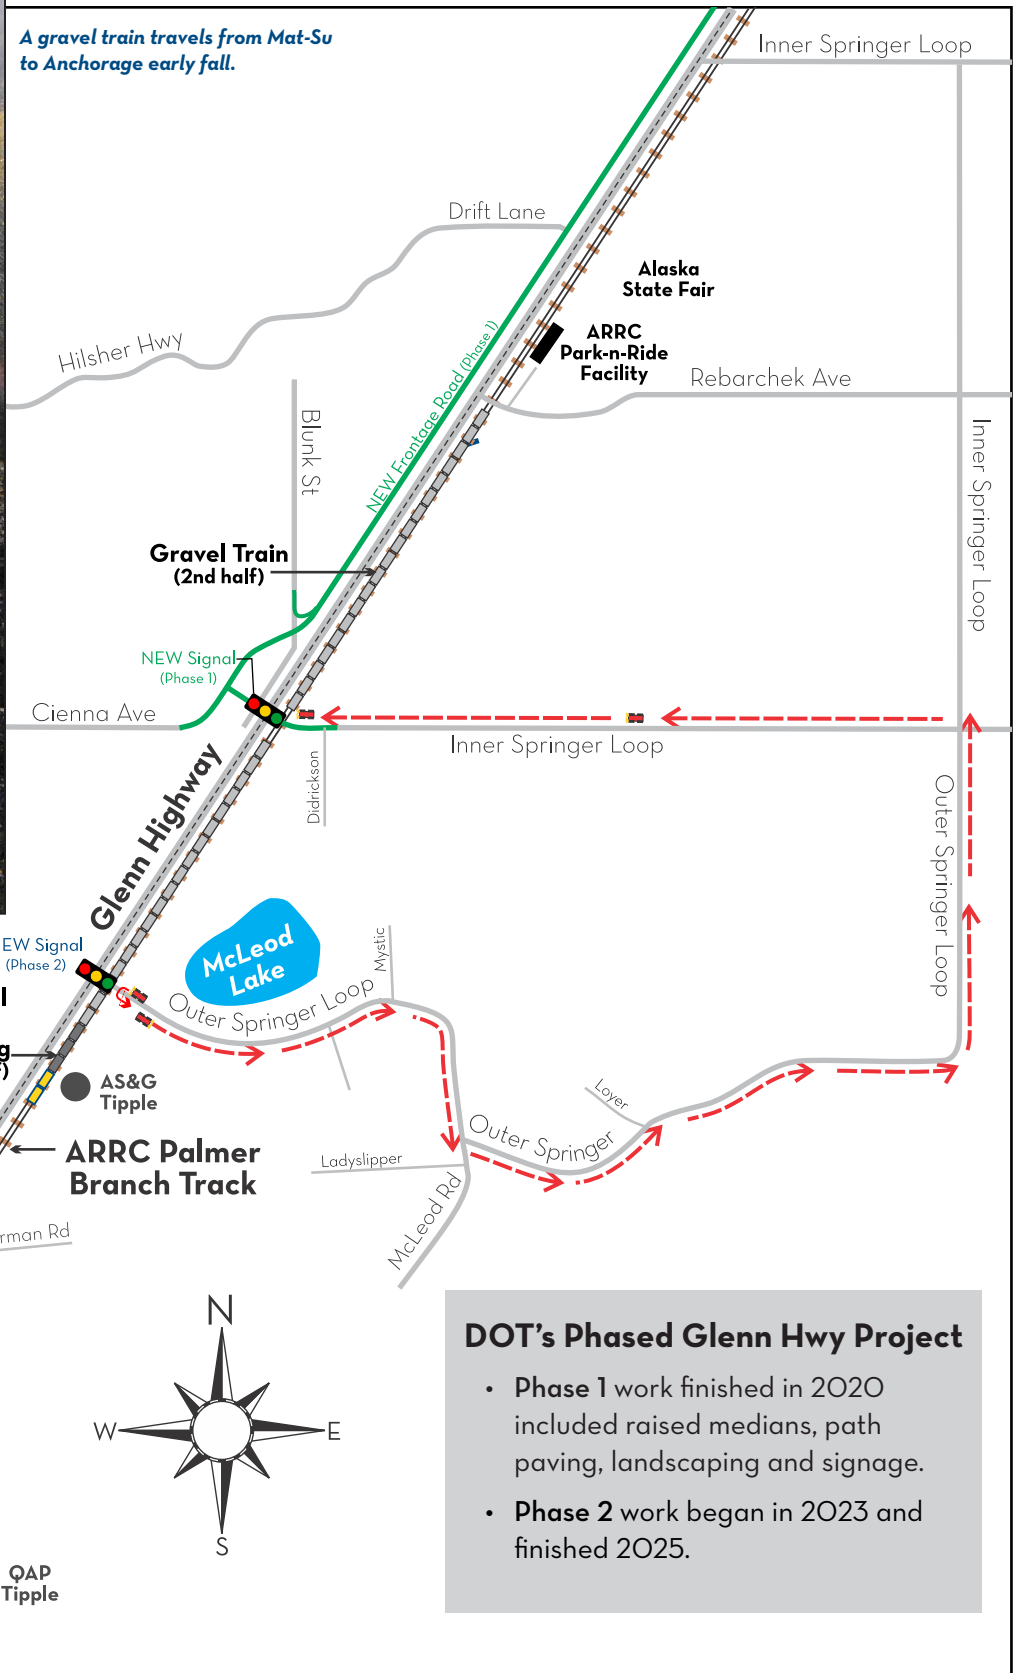 A gravel train travels from Mat-Su
to Anchorage early fall.
Inner Springer Loop
Drift Lane
Alaska
State Fair
ARRC
Park-n-Ride
Facility
Hilsher Hwy
NEW Frontage Road (Phase 1)
Rebarchek Ave
Blunk St
Inner Springer Loop
Gravel Train
(2nd half)
NEW Signal
(Phase 1)
Cienna Ave
Inner Springer Loop
Didrickson
Glenn Highway
Outer Springer Loop
EW Signal
(Phase 2)
McLeod
Lake
Mystic
Outer Springer Loop
l
g
f)
AS&G
Tipple
Loyer
Outer Springer
ARRC Palmer
Branch Track
Ladyslipper
McLeod Rd
rman Rd
N
W
E
S
DOT's Phased Glenn Hwy Project
• Phase 1 work finished in 2020
included raised medians, path
paving, landscaping and signage.
• Phase 2 work began in 2023 and
finished 2025.
QAP
Tipple